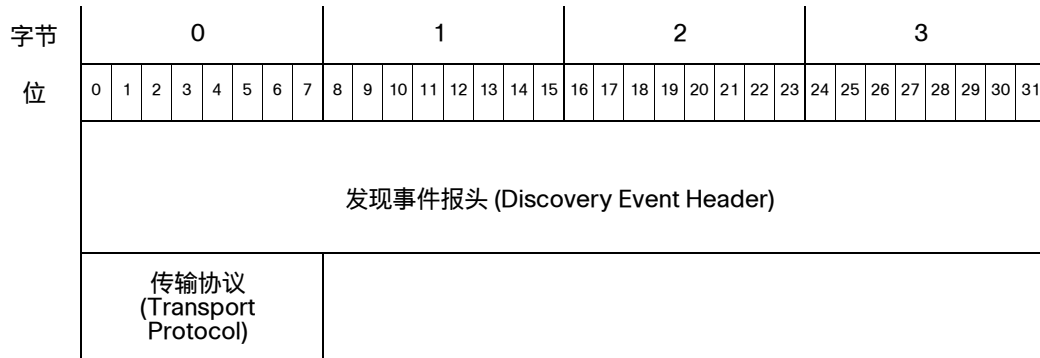 字节 0 1 2 3
位 0 1 2 3 4 5 6 7 8 9 10 11 12 13 14 15 16 17 18 19 20 21 22 23 24 25 26 27 28 29 30 31
发现事件报头 (Discovery Event Header)
传输协议
(Transport
Protocol)